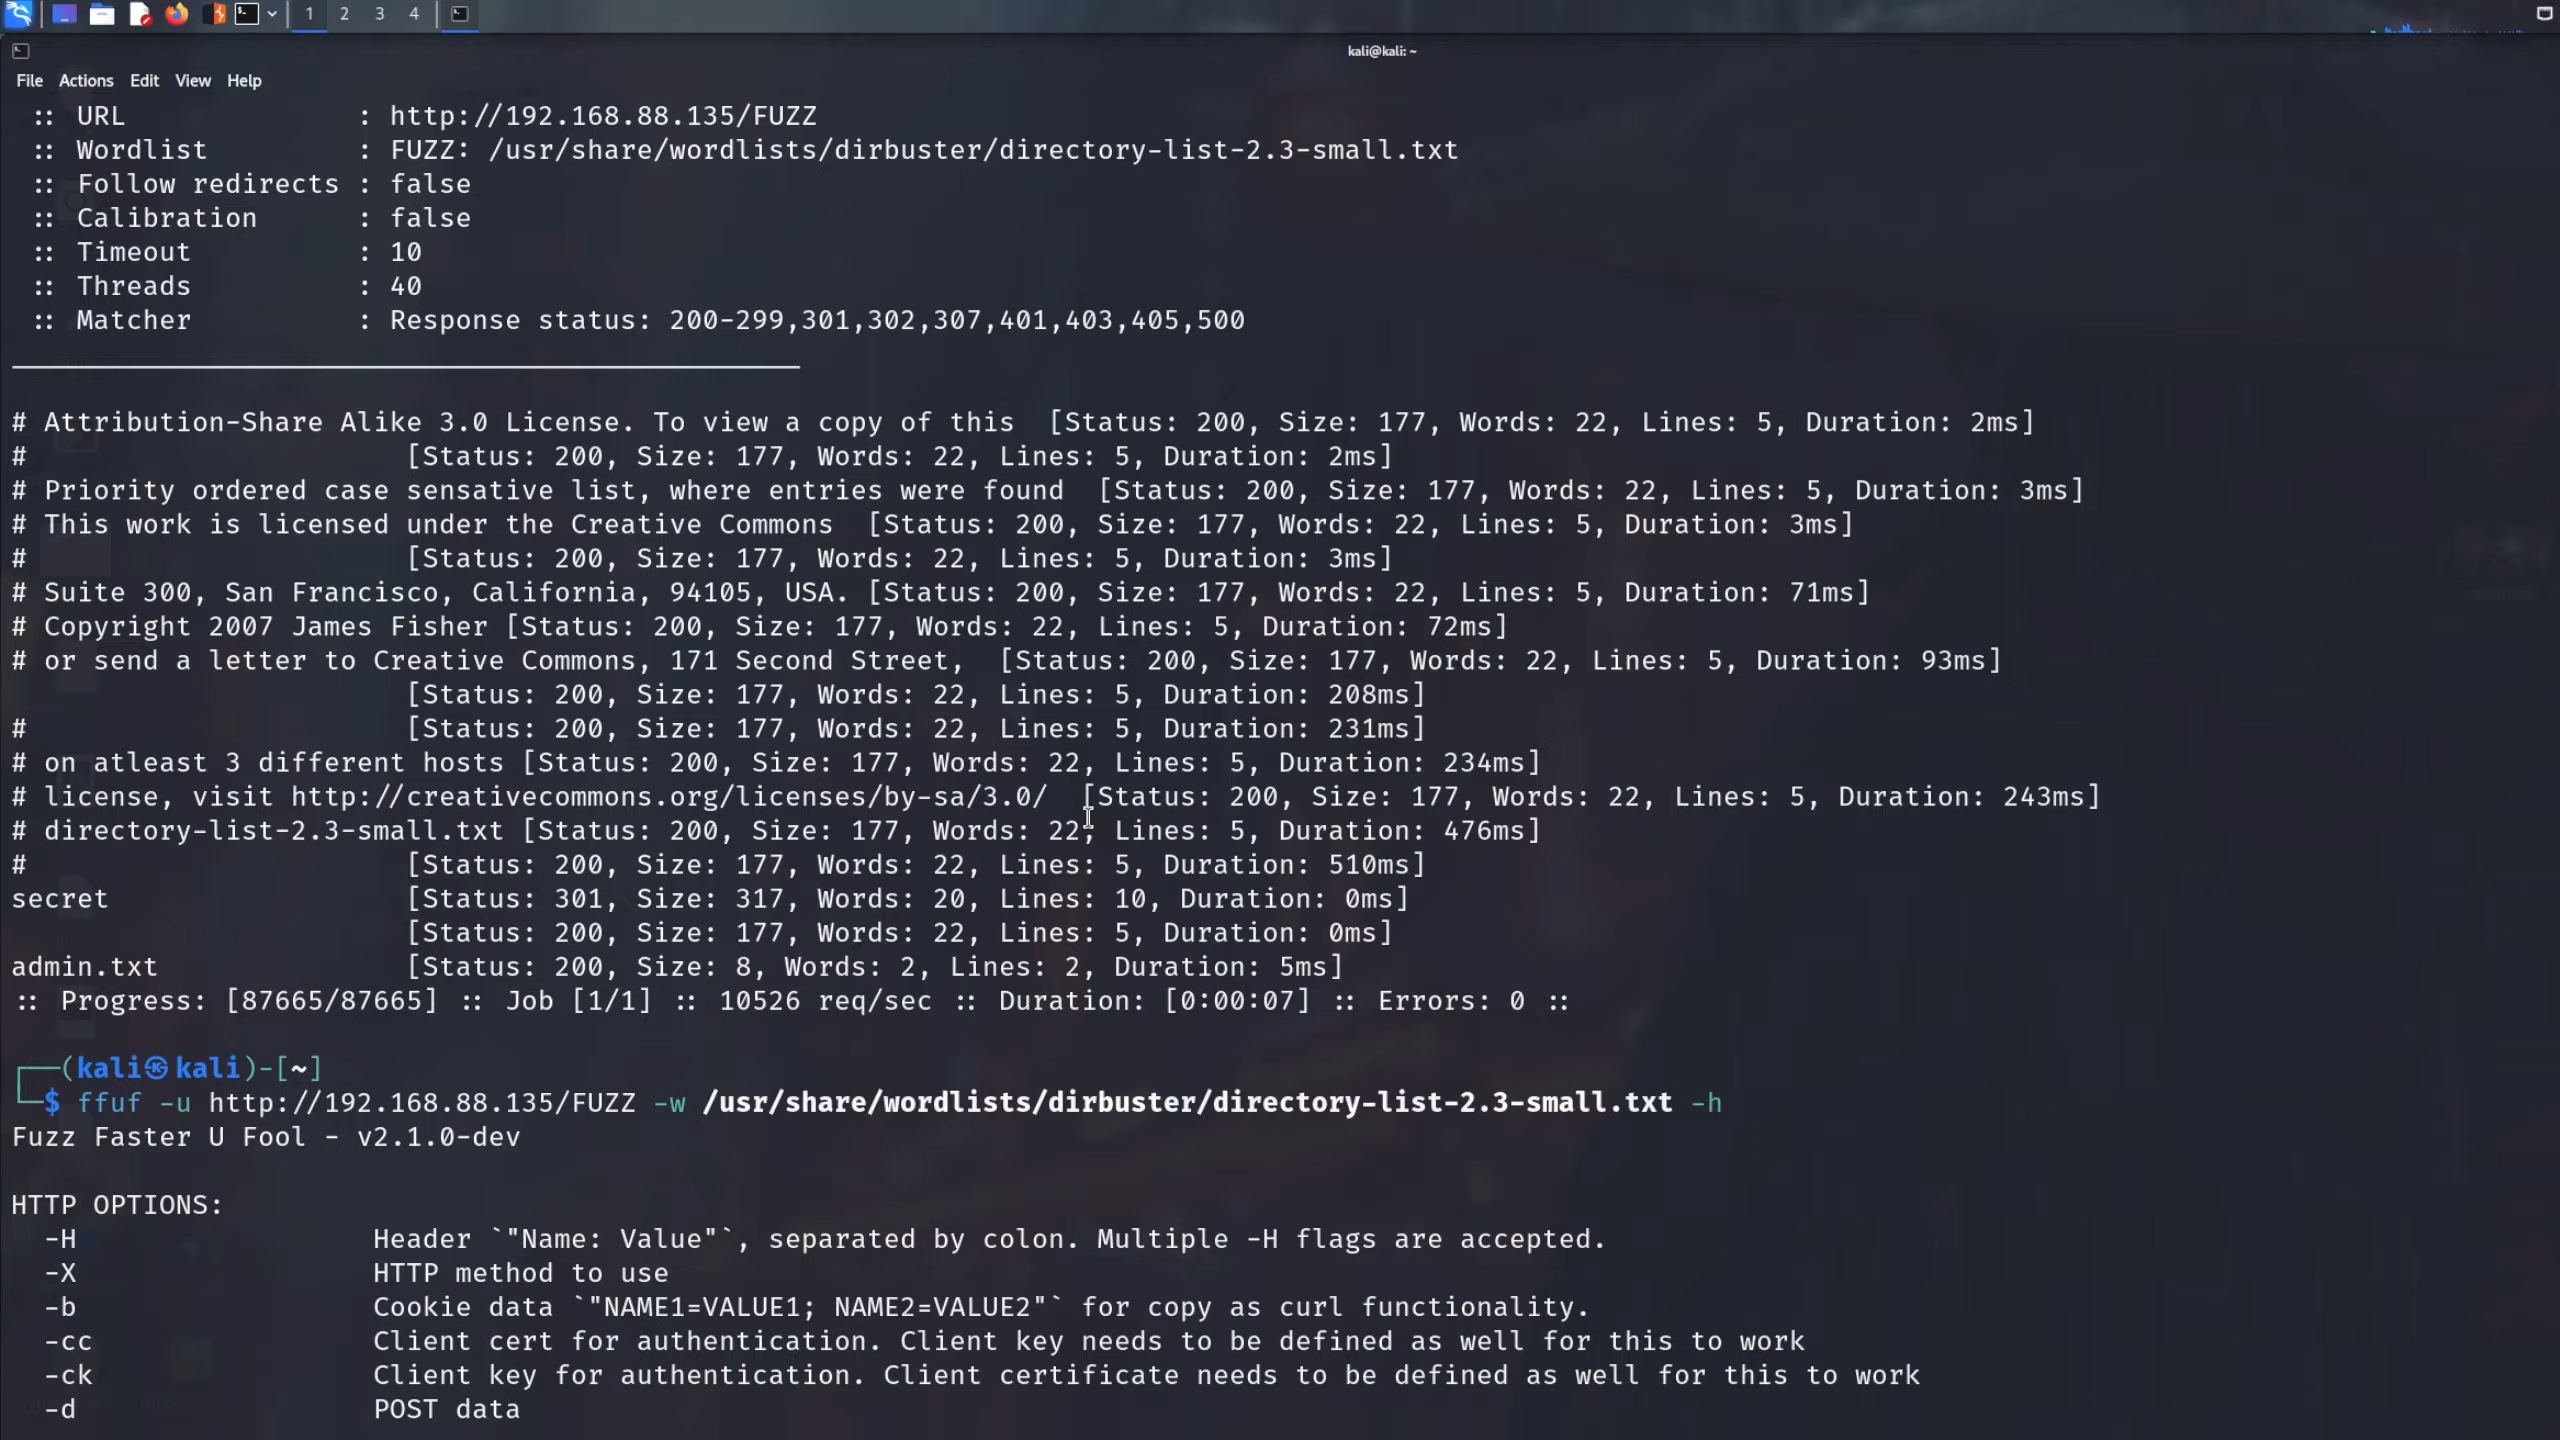 1 2 3 4
kali@kali: ~
File Actions Edit View Help
:: URL : http://192.168.88.135/FUZZ
:: Wordlist : FUZZ: /usr/share/wordlists/dirbuster/directory-list-2.3-small.txt
:: Follow redirects : false
:: Calibration : false
:: Timeout : 10
:: Threads : 40
:: Matcher : Response status: 200-299,301,302,307,401,403,405,500
# Attribution-Share Alike 3.0 License. To view a copy of this [Status: 200, Size: 177, Words: 22, Lines: 5, Duration: 2ms]
# [Status: 200, Size: 177, Words: 22, Lines: 5, Duration: 2ms]
# Priority ordered case sensative list, where entries were found [Status: 200, Size: 177, Words: 22, Lines: 5, Duration: 3ms]
# This work is licensed under the Creative Commons [Status: 200, Size: 177, Words: 22, Lines: 5, Duration: 3ms]
# [Status: 200, Size: 177, Words: 22, Lines: 5, Duration: 3ms]
# Suite 300, San Francisco, California, 94105, USA. [Status: 200, Size: 177, Words: 22, Lines: 5, Duration: 71ms]
# Copyright 2007 James Fisher [Status: 200, Size: 177, Words: 22, Lines: 5, Duration: 72ms]
# or send a letter to Creative Commons, 171 Second Street, [Status: 200, Size: 177, Words: 22, Lines: 5, Duration: 93ms]
[Status: 200, Size: 177, Words: 22, Lines: 5, Duration: 208ms]
# [Status: 200, Size: 177, Words: 22, Lines: 5, Duration: 231ms]
# on atleast 3 different hosts [Status: 200, Size: 177, Words: 22, Lines: 5, Duration: 234ms]
# license, visit http://creativecommons.org/licenses/by-sa/3.0/ [Status: 200, Size: 177, Words: 22, Lines: 5, Duration: 243ms]
# directory-list-2.3-small.txt [Status: 200, Size: 177, Words: 22, Lines: 5, Duration: 476ms]
# [Status: 200, Size: 177, Words: 22, Lines: 5, Duration: 510ms]
secret [Status: 301, Size: 317, Words: 20, Lines: 10, Duration: 0ms]
[Status: 200, Size: 177, Words: 22, Lines: 5, Duration: 0ms]
admin.txt [Status: 200, Size: 8, Words: 2, Lines: 2, Duration: 5ms]
:: Progress: [87665/87665] :: Job [1/1] :: 10526 req/sec :: Duration: [0:00:07] :: Errors: 0 ::
┌──(kali㉿kali)-[~]
└─$ ffuf -u http://192.168.88.135/FUZZ -w /usr/share/wordlists/dirbuster/directory-list-2.3-small.txt -h
Fuzz Faster U Fool - v2.1.0-dev
HTTP OPTIONS:
-H Header `"Name: Value"`, separated by colon. Multiple -H flags are accepted.
-X HTTP method to use
-b Cookie data `"NAME1=VALUE1; NAME2=VALUE2"` for copy as curl functionality.
-cc Client cert for authentication. Client key needs to be defined as well for this to work
-ck Client key for authentication. Client certificate needs to be defined as well for this to work
-d POST data